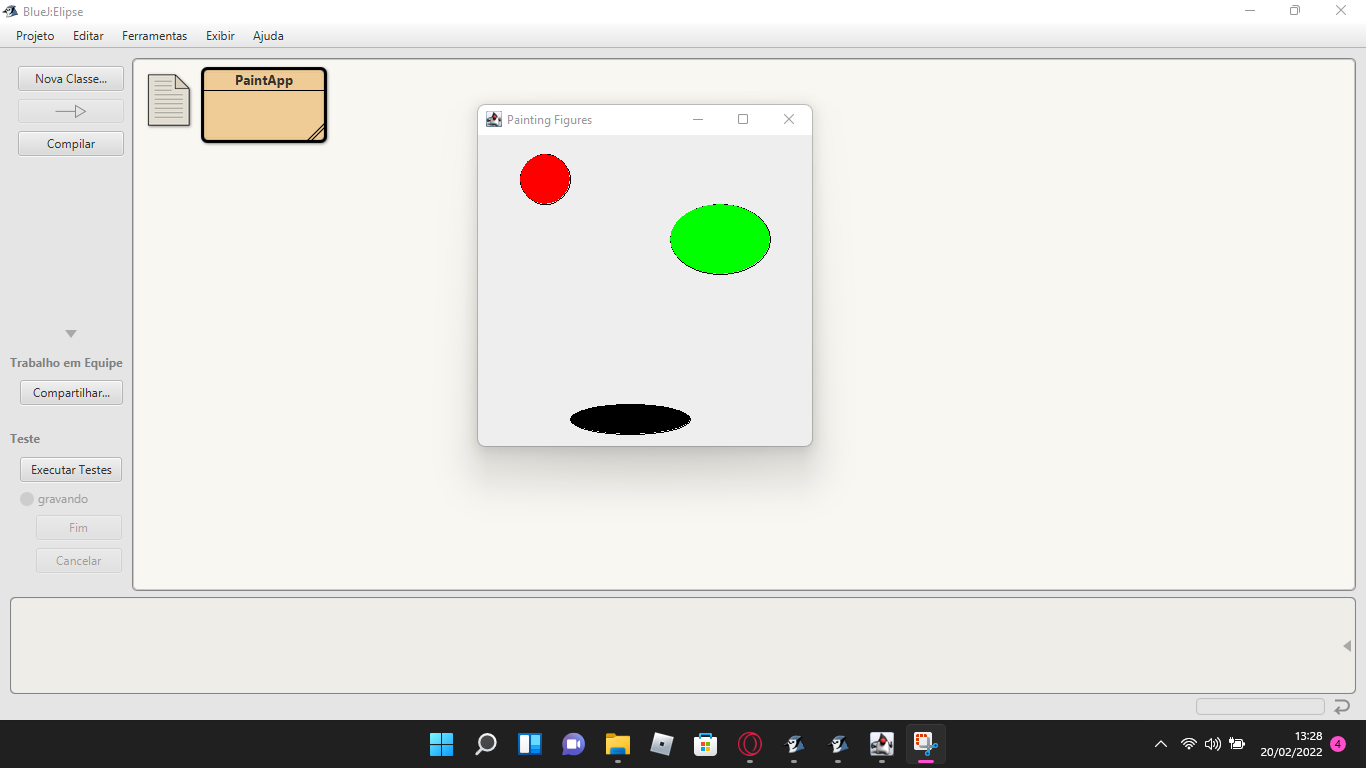 BlueJ:Elipse
Projeto Editar Ferramentas Exibir Ajuda
Nova Classe...
Compilar
PaintApp
Painting Figures
Trabalho em Equipe
Compartilhar...
Teste
Executar Testes
gravando
Fim
Cancelar
13:28
20/02/2022
4